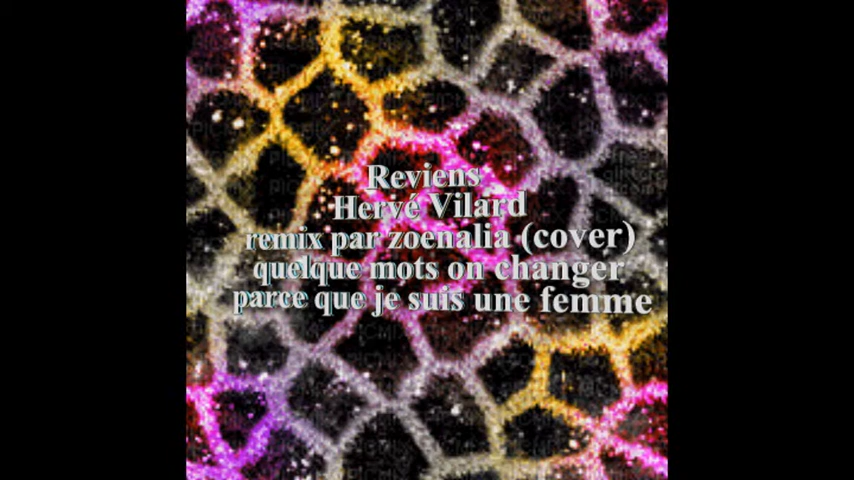 Reviens
Hervé Vilard
remix par zoenalia (cover)
quelque mots on changer
parce que je suis une femme